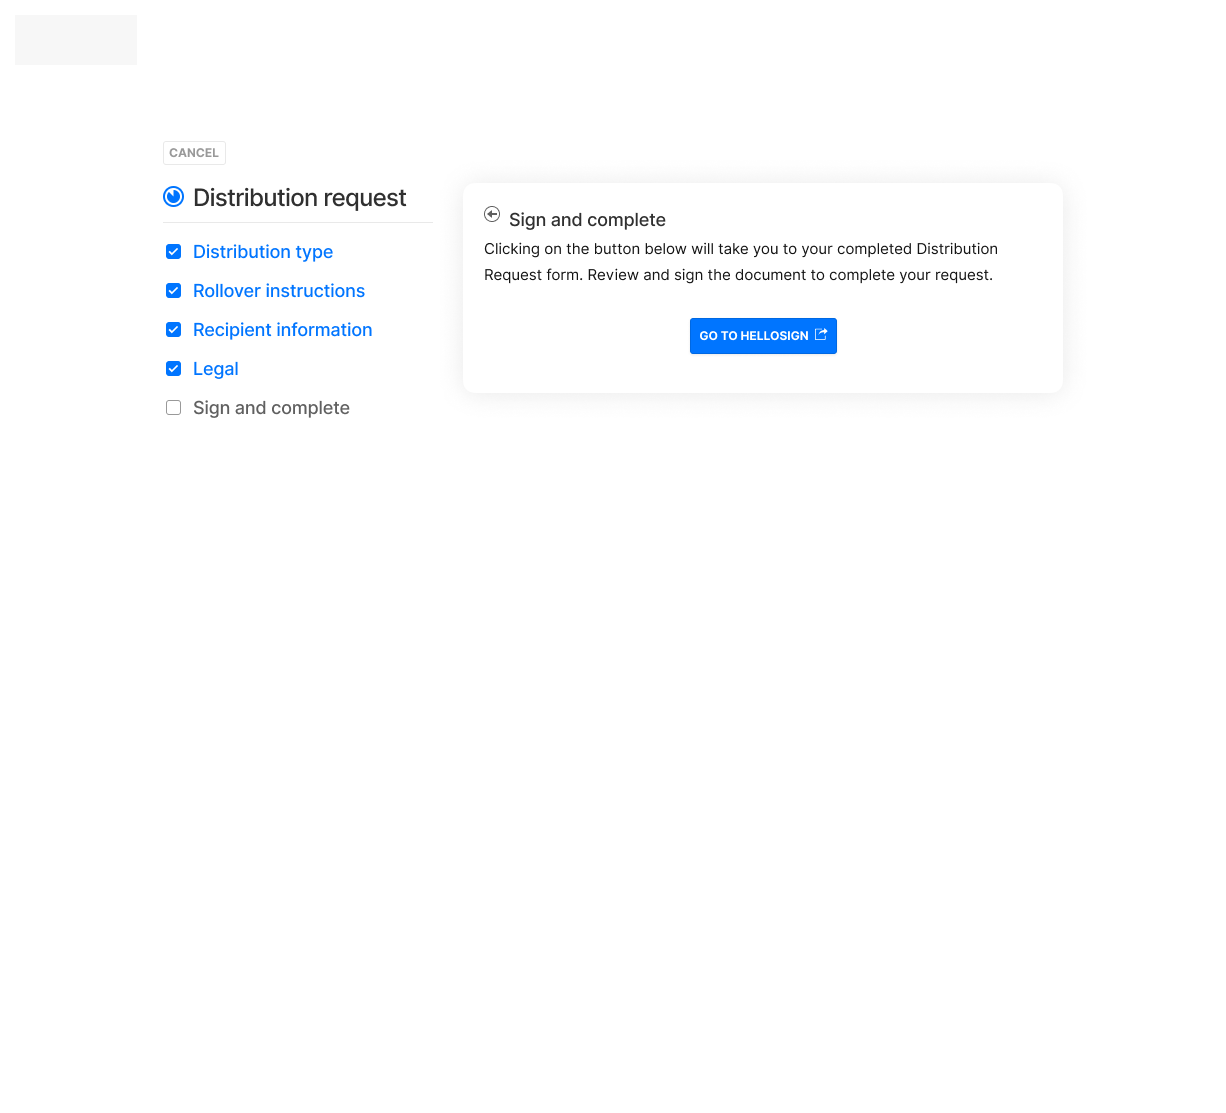 CANCEL
Distribution request
Distribution type
Rollover instructions
Recipient information
Legal
Sign and complete
Sign and complete
Clicking on the button below will take you to your completed Distribution
Request form. Review and sign the document to complete your request.
GO TO HELLOSIGN